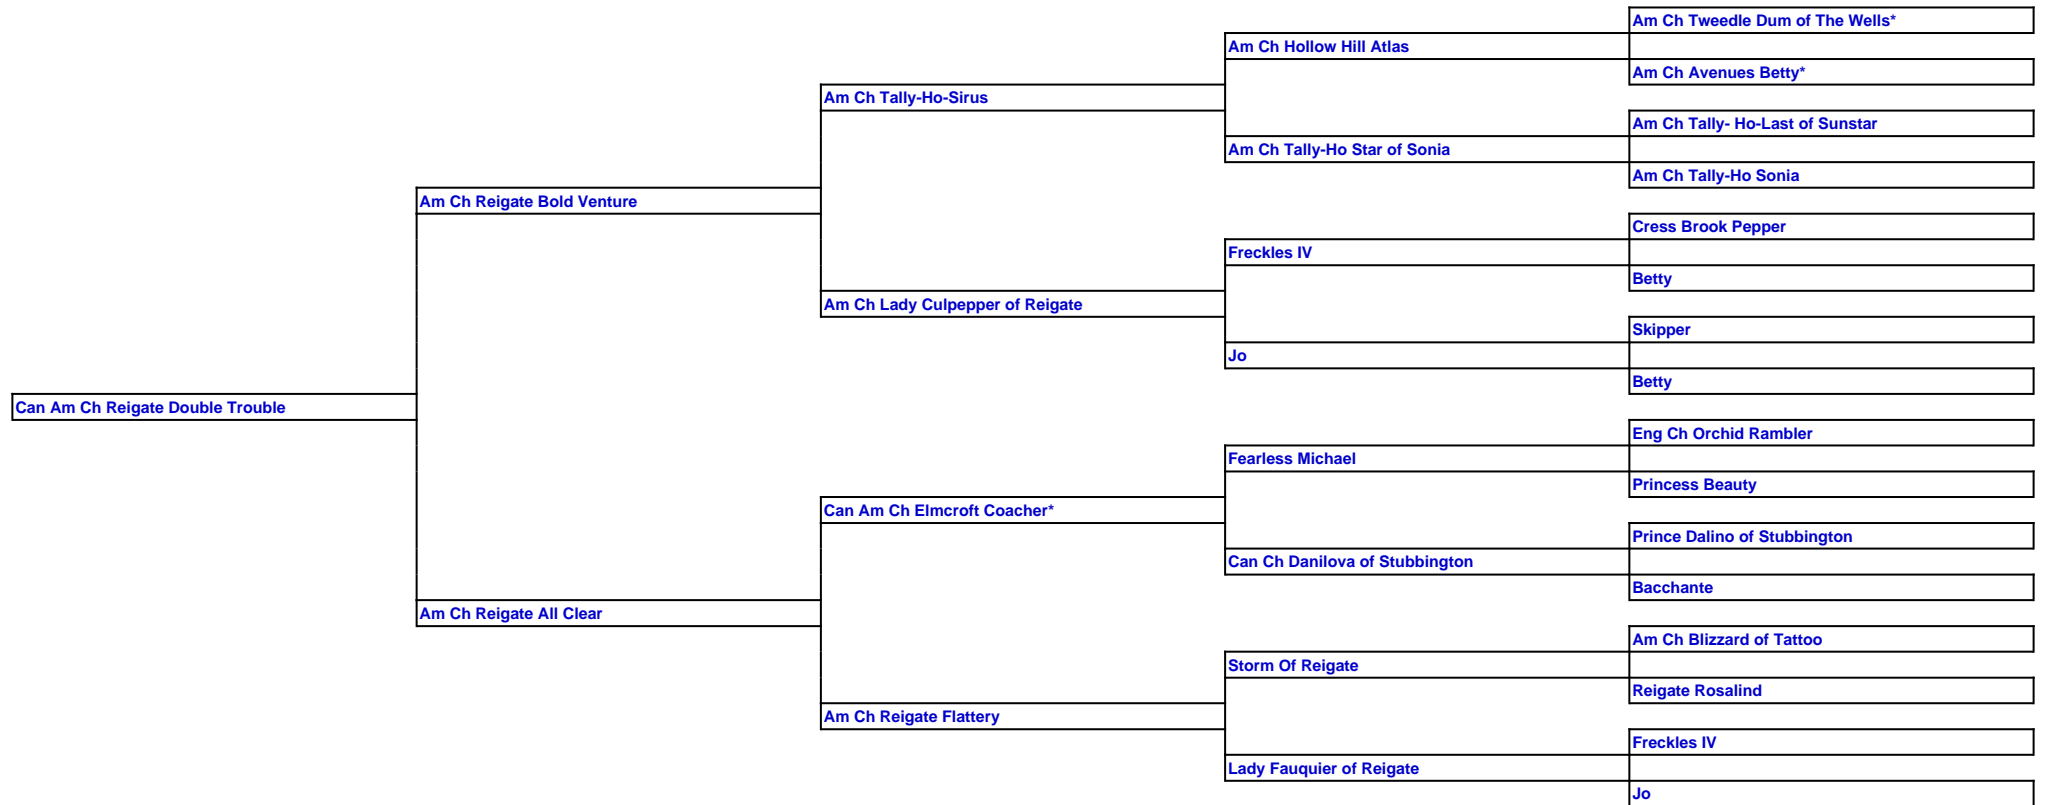 Am Ch Tweedle Dum of The Wells*
Am Ch Hollow Hill Atlas
Am Ch Avenues Betty*
Am Ch Tally-Ho-Sirus
Am Ch Tally- Ho-Last of Sunstar
Am Ch Tally-Ho Star of Sonia
Am Ch Tally-Ho Sonia
Am Ch Reigate Bold Venture
Cress Brook Pepper
Freckles IV
Betty
Am Ch Lady Culpepper of Reigate
Skipper
Jo
Betty
Can Am Ch Reigate Double Trouble
Eng Ch Orchid Rambler
Fearless Michael
Princess Beauty
Can Am Ch Elmcroft Coacher*
Prince Dalino of Stubbington
Can Ch Danilova of Stubbington
Bacchante
Am Ch Reigate All Clear
Am Ch Blizzard of Tattoo
Storm Of Reigate
Reigate Rosalind
Am Ch Reigate Flattery
Freckles IV
Lady Fauquier of Reigate
Jo